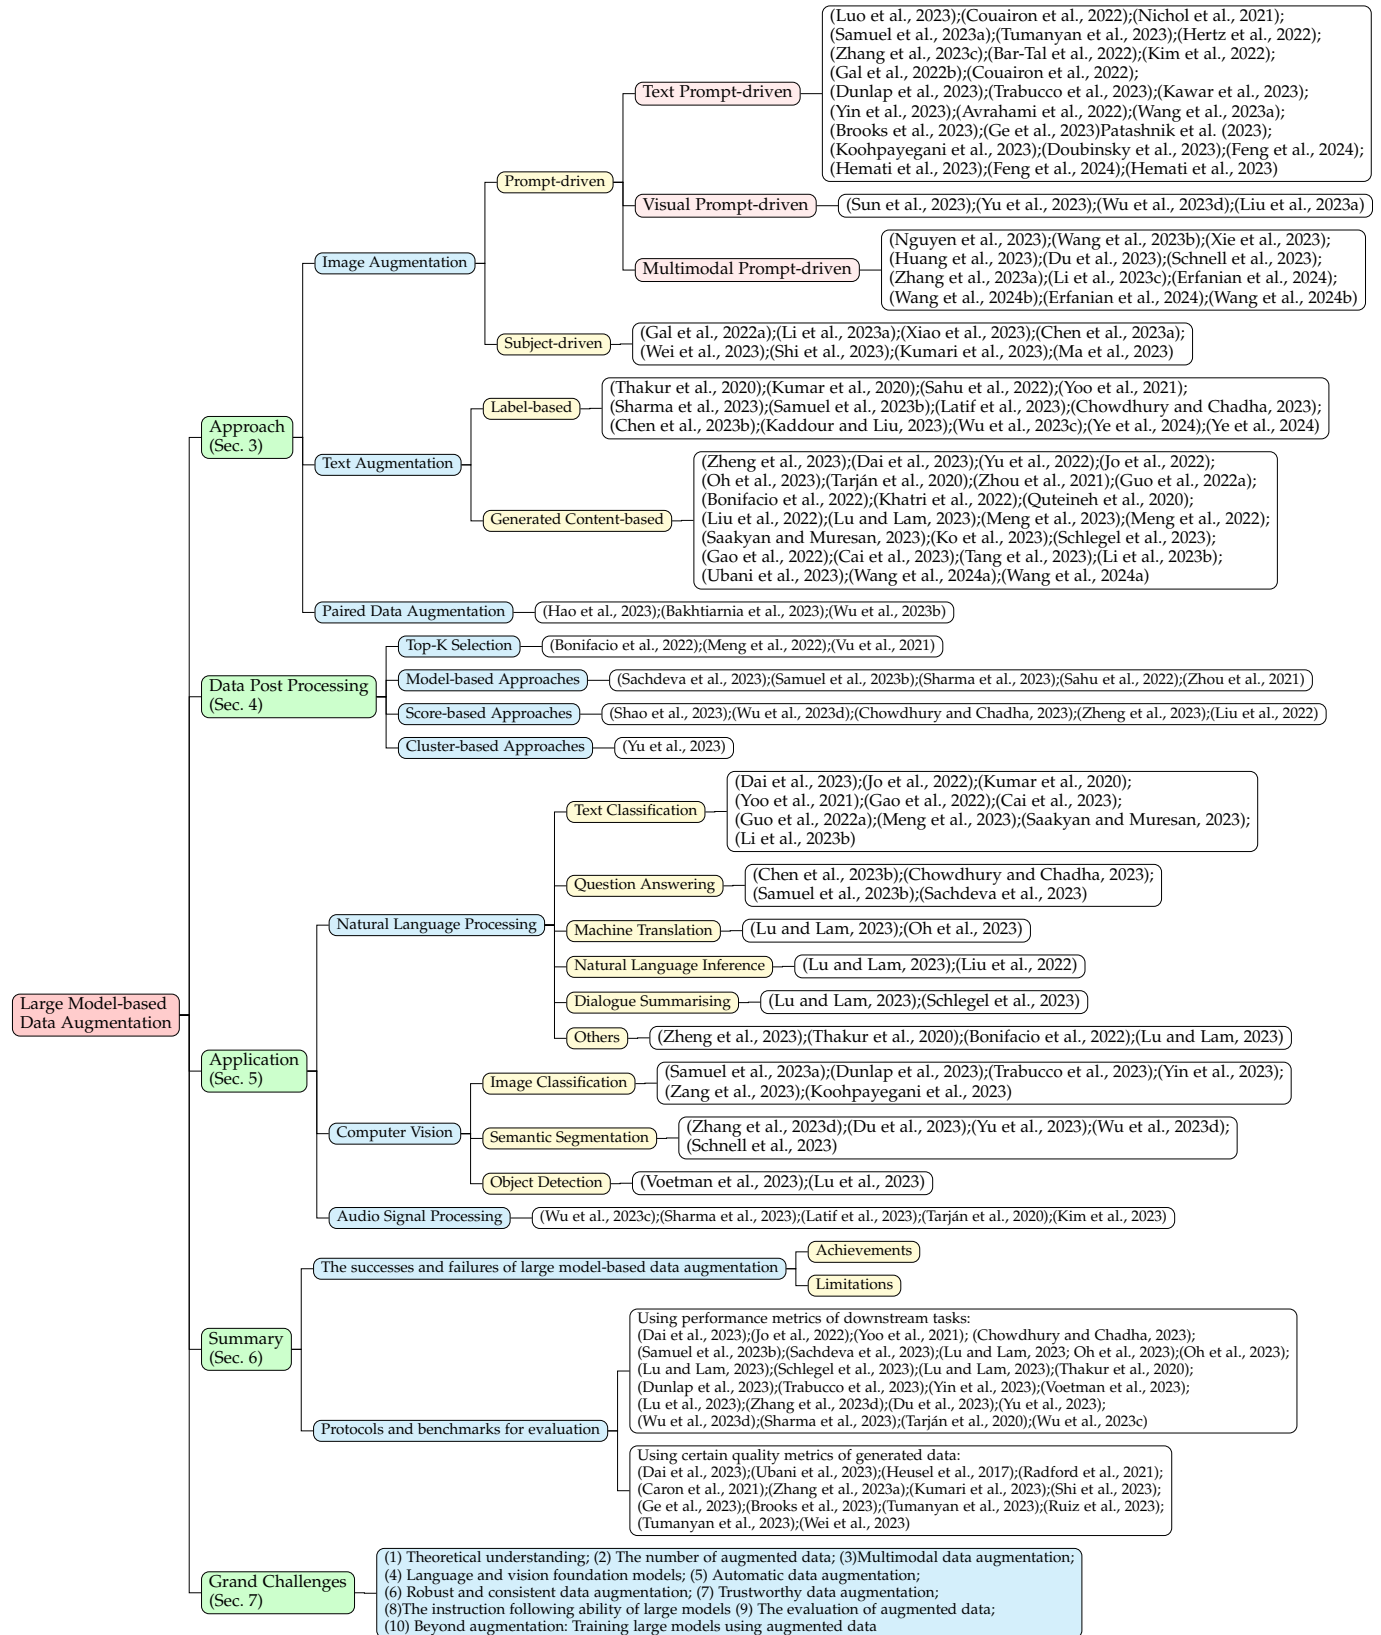 Large Model-based
Data Augmentation
Approach
(Sec. 3)
Image Augmentation
Prompt-driven
Text Prompt-driven
(Luo et al., 2023);(Couairon et al., 2022);(Nichol et al., 2021);
(Samuel et al., 2023a);(Tumanyan et al., 2023);(Hertz et al., 2022);
(Zhang et al., 2023c);(Bar-Tal et al., 2022);(Kim et al., 2022);
(Gal et al., 2022b);(Couairon et al., 2022);
(Dunlap et al., 2023);(Trabucco et al., 2023);(Kawar et al., 2023);
(Yin et al., 2023);(Avrahami et al., 2022);(Wang et al., 2023a);
(Brooks et al., 2023);(Ge et al., 2023)Patashnik et al. (2023);
(Koohpayegani et al., 2023);(Doubinsky et al., 2023);(Feng et al., 2024);
(Hemati et al., 2023);(Feng et al., 2024);(Hemati et al., 2023)
Visual Prompt-driven
(Sun et al., 2023);(Yu et al., 2023);(Wu et al., 2023d);(Liu et al., 2023a)
Multimodal Prompt-driven
(Nguyen et al., 2023);(Wang et al., 2023b);(Xie et al., 2023);
(Huang et al., 2023);(Du et al., 2023);(Schnell et al., 2023);
(Zhang et al., 2023a);(Li et al., 2023c);(Erfanian et al., 2024);
(Wang et al., 2024b);(Erfanian et al., 2024);(Wang et al., 2024b)
Subject-driven
(Gal et al., 2022a);(Li et al., 2023a);(Xiao et al., 2023);(Chen et al., 2023a);
(Wei et al., 2023);(Shi et al., 2023);(Kumari et al., 2023);(Ma et al., 2023)
Text Augmentation
Label-based
(Thakur et al., 2020);(Kumar et al., 2020);(Sahu et al., 2022);(Yoo et al., 2021);
(Sharma et al., 2023);(Samuel et al., 2023b);(Latif et al., 2023);(Chowdhury and Chadha, 2023);
(Chen et al., 2023b);(Kaddour and Liu, 2023);(Wu et al., 2023c);(Ye et al., 2024);(Ye et al., 2024)
Generated Content-based
(Zheng et al., 2023);(Dai et al., 2023);(Yu et al., 2022);(Jo et al., 2022);
(Oh et al., 2023);(Tarján et al., 2020);(Zhou et al., 2021);(Guo et al., 2022a);
(Bonifacio et al., 2022);(Khatri et al., 2022);(Quteineh et al., 2020);
(Liu et al., 2022);(Lu and Lam, 2023);(Meng et al., 2023);(Meng et al., 2022);
(Saakyan and Muresan, 2023);(Ko et al., 2023);(Schlegel et al., 2023);
(Gao et al., 2022);(Cai et al., 2023);(Tang et al., 2023);(Li et al., 2023b);
(Ubani et al., 2023);(Wang et al., 2024a);(Wang et al., 2024a)
Paired Data Augmentation
(Hao et al., 2023);(Bakhtiarnia et al., 2023);(Wu et al., 2023b)
Data Post Processing
(Sec. 4)
Top-K Selection
(Bonifacio et al., 2022);(Meng et al., 2022);(Vu et al., 2021)
Model-based Approaches
(Sachdeva et al., 2023);(Samuel et al., 2023b);(Sharma et al., 2023);(Sahu et al., 2022);(Zhou et al., 2021)
Score-based Approaches
(Shao et al., 2023);(Wu et al., 2023d);(Chowdhury and Chadha, 2023);(Zheng et al., 2023);(Liu et al., 2022)
Cluster-based Approaches
(Yu et al., 2023)
Application
(Sec. 5)
Natural Language Processing
Text Classification
(Dai et al., 2023);(Jo et al., 2022);(Kumar et al., 2020);
(Yoo et al., 2021);(Gao et al., 2022);(Cai et al., 2023);
(Guo et al., 2022a);(Meng et al., 2023);(Saakyan and Muresan, 2023);
(Li et al., 2023b)
Question Answering
(Chen et al., 2023b);(Chowdhury and Chadha, 2023);
(Samuel et al., 2023b);(Sachdeva et al., 2023)
Machine Translation
(Lu and Lam, 2023);(Oh et al., 2023)
Natural Language Inference
(Lu and Lam, 2023);(Liu et al., 2022)
Dialogue Summarising
(Lu and Lam, 2023);(Schlegel et al., 2023)
Others
(Zheng et al., 2023);(Thakur et al., 2020);(Bonifacio et al., 2022);(Lu and Lam, 2023)
Computer Vision
Image Classification
(Samuel et al., 2023a);(Dunlap et al., 2023);(Trabucco et al., 2023);(Yin et al., 2023);
(Zang et al., 2023);(Koohpayegani et al., 2023)
Semantic Segmentation
(Zhang et al., 2023d);(Du et al., 2023);(Yu et al., 2023);(Wu et al., 2023d);
(Schnell et al., 2023)
Object Detection
(Voetman et al., 2023);(Lu et al., 2023)
Audio Signal Processing
(Wu et al., 2023c);(Sharma et al., 2023);(Latif et al., 2023);(Tarján et al., 2020);(Kim et al., 2023)
Summary
(Sec. 6)
The successes and failures of large model-based data augmentation
Achievements
Limitations
Protocols and benchmarks for evaluation
Using performance metrics of downstream tasks:
(Dai et al., 2023);(Jo et al., 2022);(Yoo et al., 2021); (Chowdhury and Chadha, 2023);
(Samuel et al., 2023b);(Sachdeva et al., 2023);(Lu and Lam, 2023; Oh et al., 2023);(Oh et al., 2023);
(Lu and Lam, 2023);(Schlegel et al., 2023);(Lu and Lam, 2023);(Thakur et al., 2020);
(Dunlap et al., 2023);(Trabucco et al., 2023);(Yin et al., 2023);(Voetman et al., 2023);
(Lu et al., 2023);(Zhang et al., 2023d);(Du et al., 2023);(Yu et al., 2023);
(Wu et al., 2023d);(Sharma et al., 2023);(Tarján et al., 2020);(Wu et al., 2023c)
Using certain quality metrics of generated data:
(Dai et al., 2023);(Ubani et al., 2023);(Heusel et al., 2017);(Radford et al., 2021);
(Caron et al., 2021);(Zhang et al., 2023a);(Kumari et al., 2023);(Shi et al., 2023);
(Ge et al., 2023);(Brooks et al., 2023);(Tumanyan et al., 2023);(Ruiz et al., 2023);
(Tumanyan et al., 2023);(Wei et al., 2023)
Grand Challenges
(Sec. 7)
(1) Theoretical understanding; (2) The number of augmented data; (3)Multimodal data augmentation;
(4) Language and vision foundation models; (5) Automatic data augmentation;
(6) Robust and consistent data augmentation; (7) Trustworthy data augmentation;
(8)The instruction following ability of large models (9) The evaluation of augmented data;
(10) Beyond augmentation: Training large models using augmented data